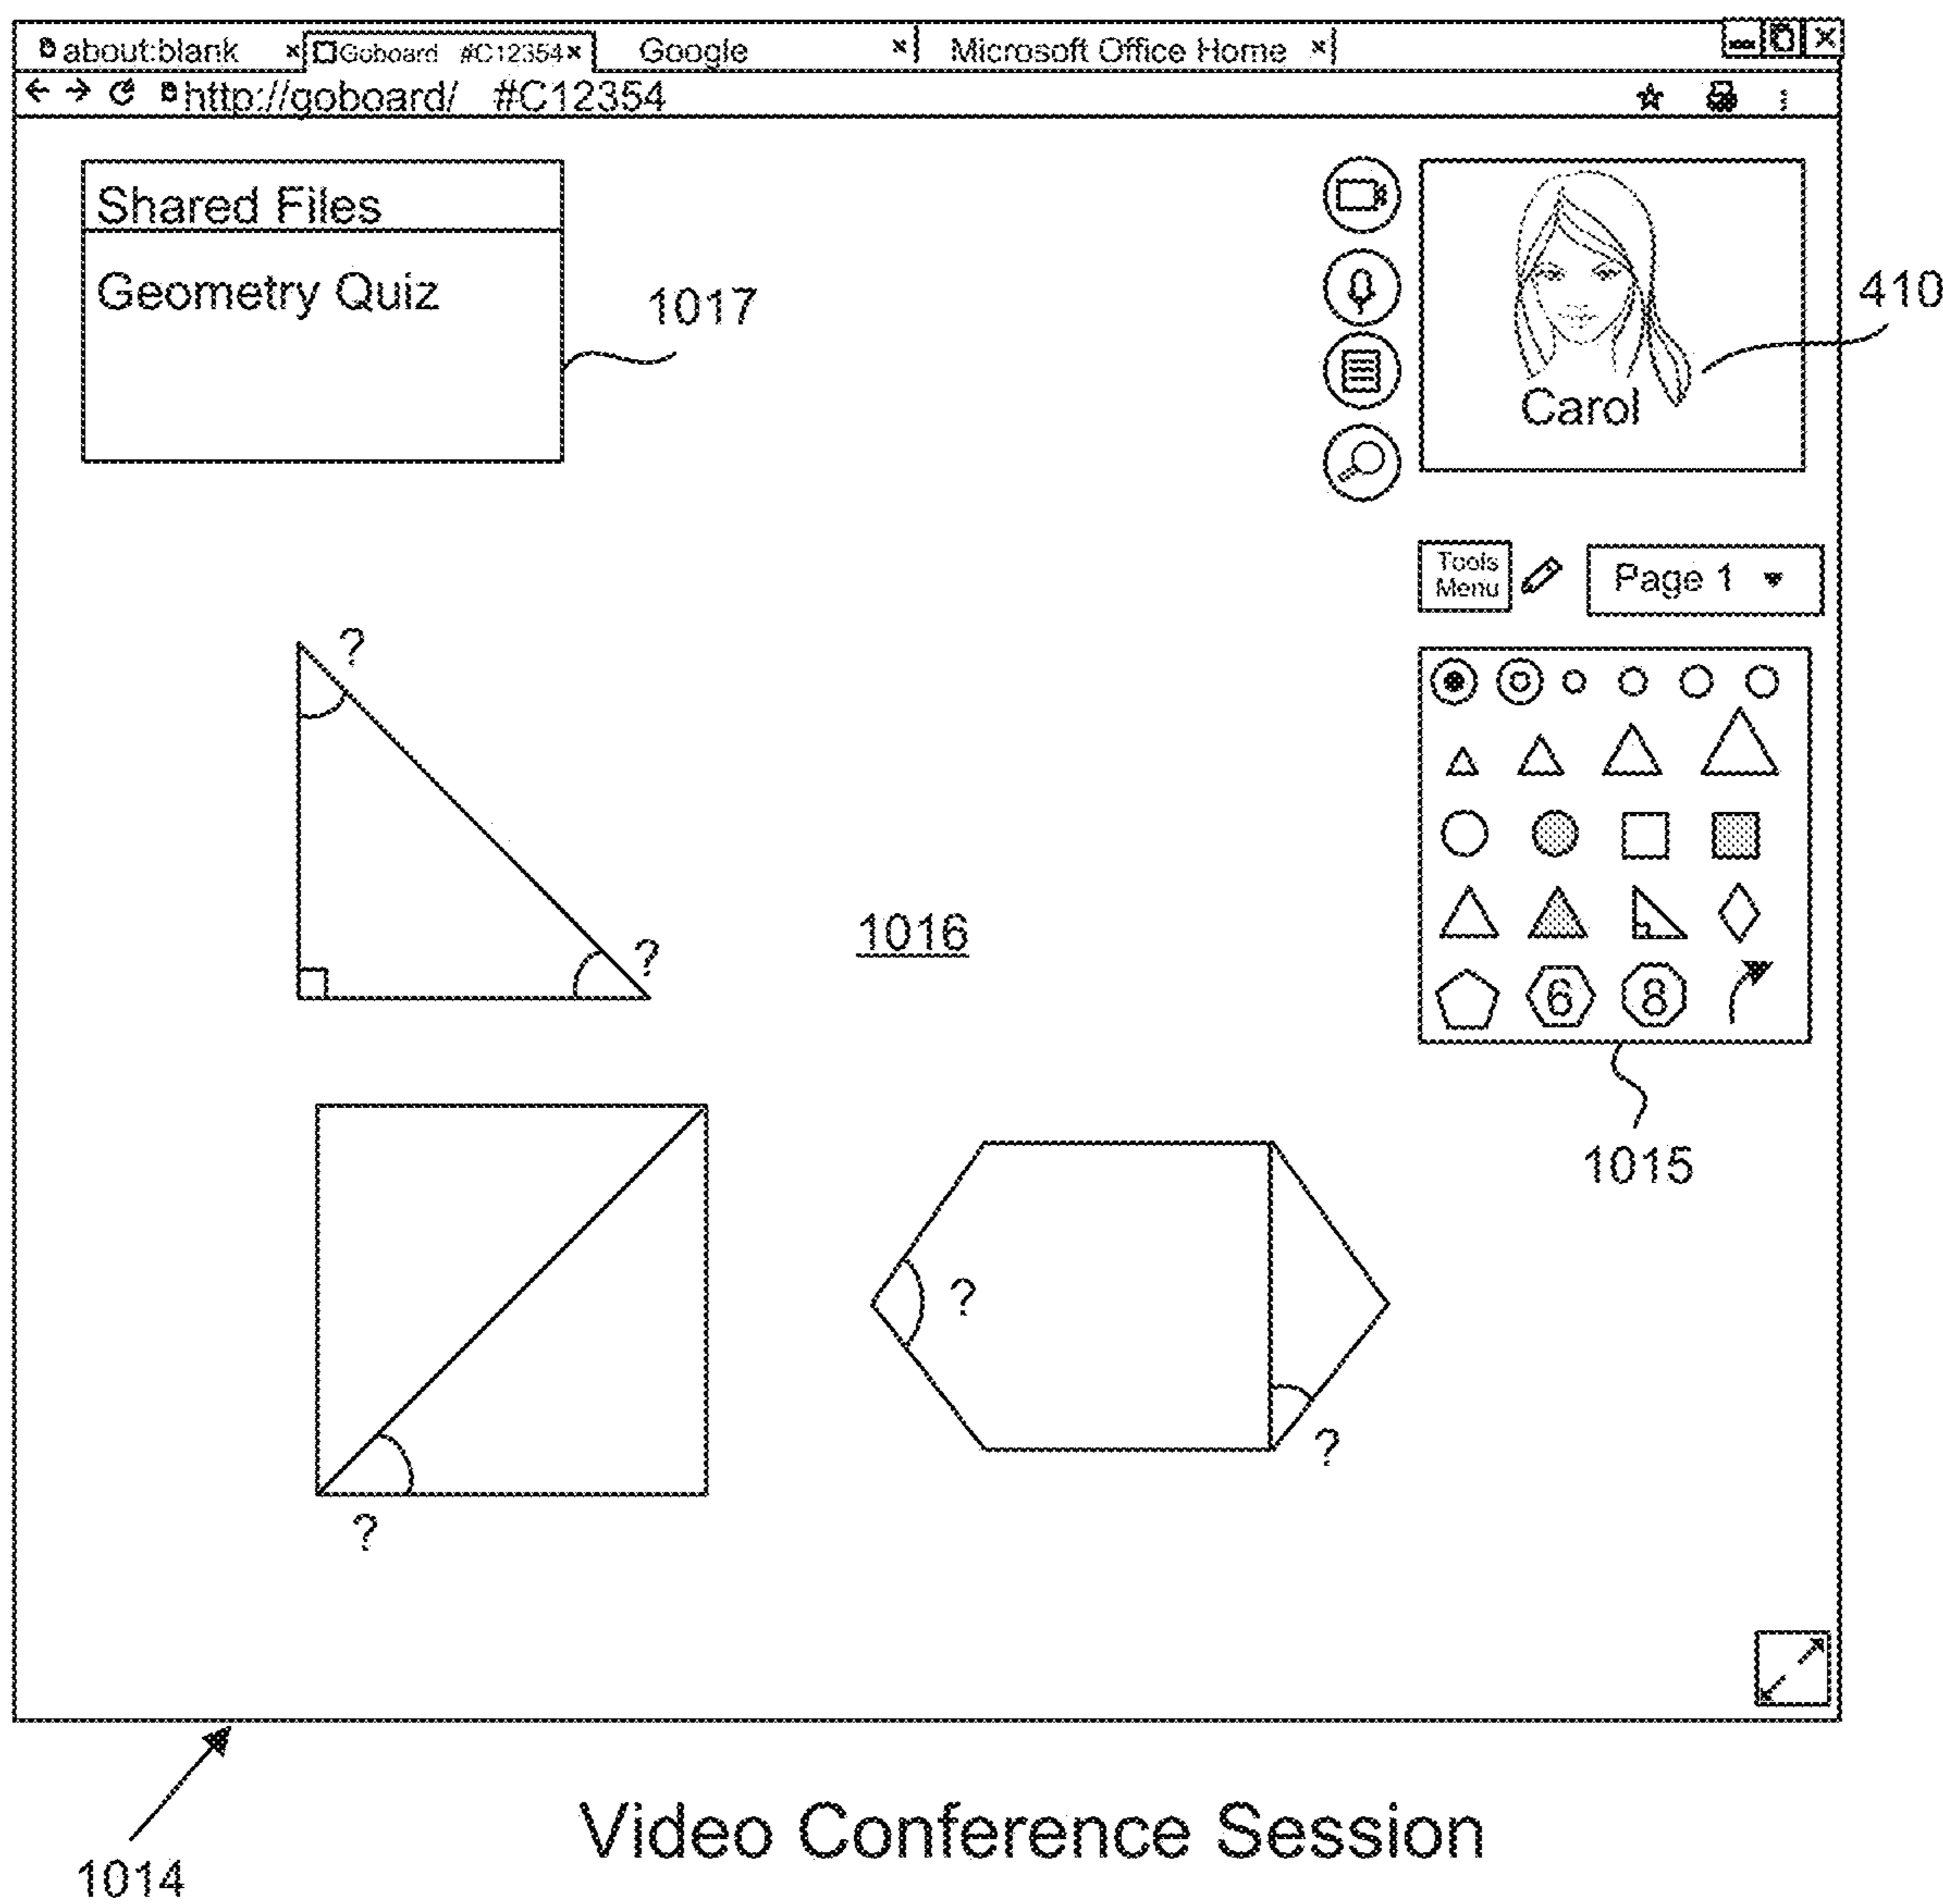 about:blank × Goboard #C12354× Google × Microsoft Office Home ×
http://goboard/ #C12354
Shared Files
Geometry Quiz
1017
410
Carol
Tools
Menu
Page 1
?
?
1016
6 8
1015
?
?
?
1014
Video Conference Session